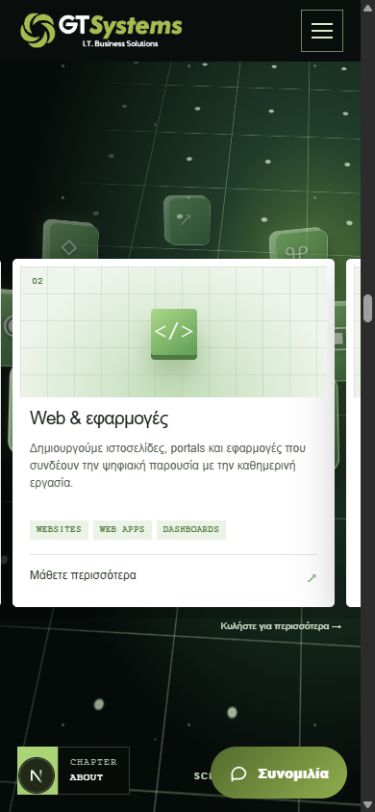 GTSystems
I.T. Business Solutions
02
</>
Web & εφαρμογές
Δημιουργούμε ιστοσελίδες, portals και εφαρμογές που
συνδέουν την ψηφιακή παρουσία με την καθημερινή
εργασία.
WEBSITES WEB APPS DASHBOARDS
Μάθετε περισσότερα ↗
Κυλήστε για περισσότερα →
N
CHAPTER
ABOUT
Συνομιλία